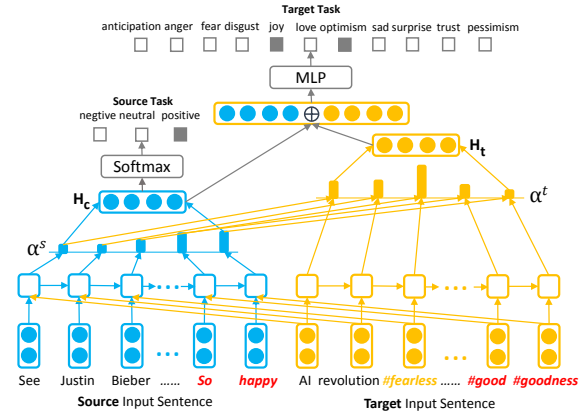 Target Task
anticipation anger fear disgust joy love optimism sad surprise trust pessimism
MLP
Source Task
negtive neutral positive
Softmax
H_c
H_t
α^s
α^t
See Justin Bieber ...... So happy AI revolution #fearless ...... #good #goodness
Source Input Sentence Target Input Sentence